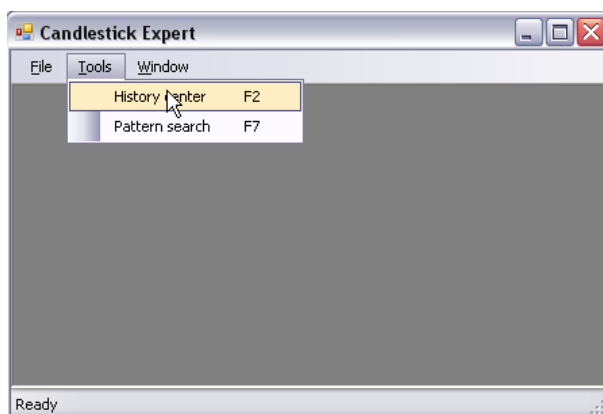 Candlestick Expert
File Tools Window
History center F2
Pattern search F7
Ready